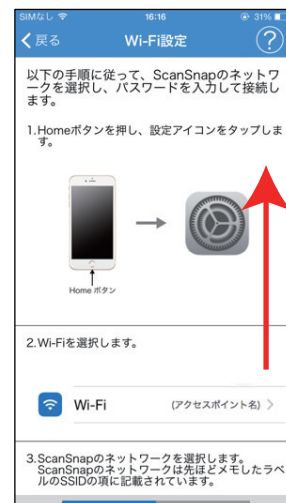 SIMなし 16:16 31%
戻る Wi-Fi設定 ?
以下の手順に従って、ScanSnapのネットワ
ークを選択し、パスワードを入力して接続し
ます。
1.Homeボタンを押し、設定アイコンをタップしま
す。
Home ボタン
2.Wi-Fiを選択します。
Wi-Fi (アクセスポイント名)
3.ScanSnapのネットワークを選択します。
ScanSnapのネットワークは先ほどメモしたラベ
ルのSSIDの項に記載されています。